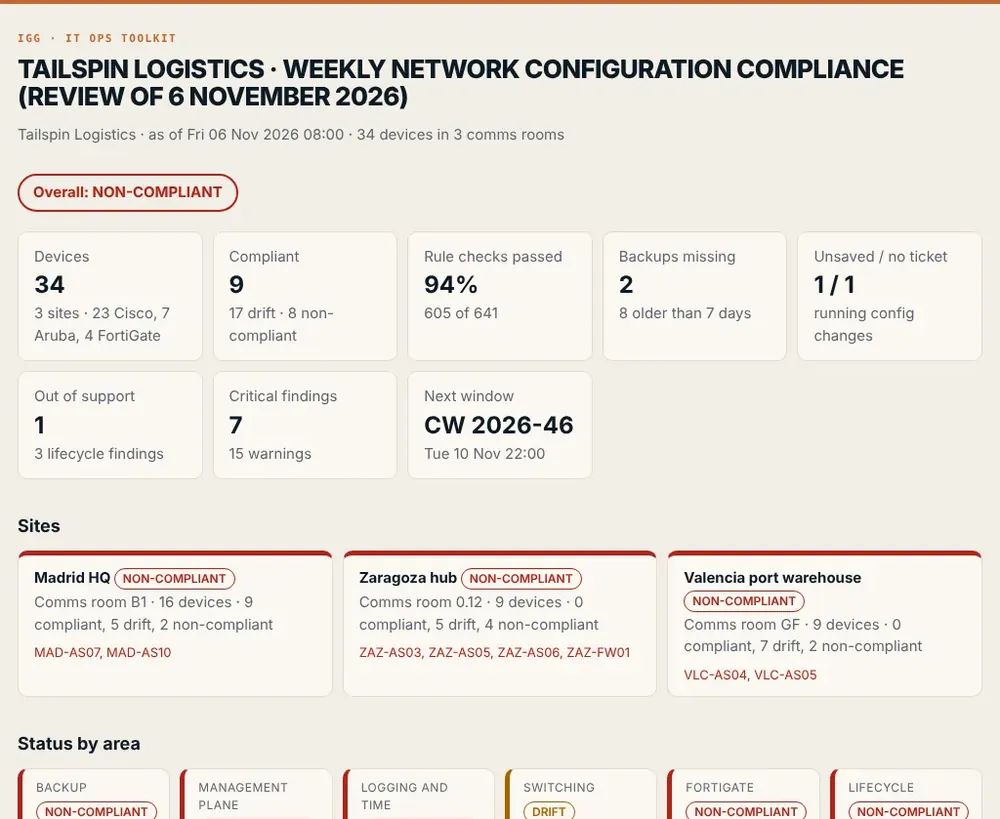 IGG · IT OPS TOOLKIT
TAILSPIN LOGISTICS · WEEKLY NETWORK CONFIGURATION COMPLIANCE
(REVIEW OF 6 NOVEMBER 2026)
Tailspin Logistics · as of Fri 06 Nov 2026 08:00 · 34 devices in 3 comms rooms
Overall: NON-COMPLIANT
Devices
34
3 sites · 23 Cisco, 7
Aruba, 4 FortiGate
Compliant
9
17 drift · 8 non-
compliant
Rule checks passed
94%
605 of 641
Backups missing
2
8 older than 7 days
Unsaved / no ticket
1 / 1
running config
changes
Out of support
1
3 lifecycle findings
Critical findings
7
15 warnings
Next window
CW 2026-46
Tue 10 Nov 22:00
Sites
Madrid HQ NON-COMPLIANT
Comms room B1 · 16 devices · 9
compliant, 5 drift, 2 non-compliant
MAD-AS07, MAD-AS10
Zaragoza hub NON-COMPLIANT
Comms room 0.12 · 9 devices · 0
compliant, 5 drift, 4 non-compliant
ZAZ-AS03, ZAZ-AS05, ZAZ-AS06, ZAZ-FW01
Valencia port warehouse
NON-COMPLIANT
Comms room GF · 9 devices · 0
compliant, 7 drift, 2 non-compliant
VLC-AS04, VLC-AS05
Status by area
BACKUP
NON-COMPLIANT
MANAGEMENT
PLANE
LOGGING AND
TIME
SWITCHING
DRIFT
FORTIGATE
NON-COMPLIANT
LIFECYCLE
NON-COMPLIANT